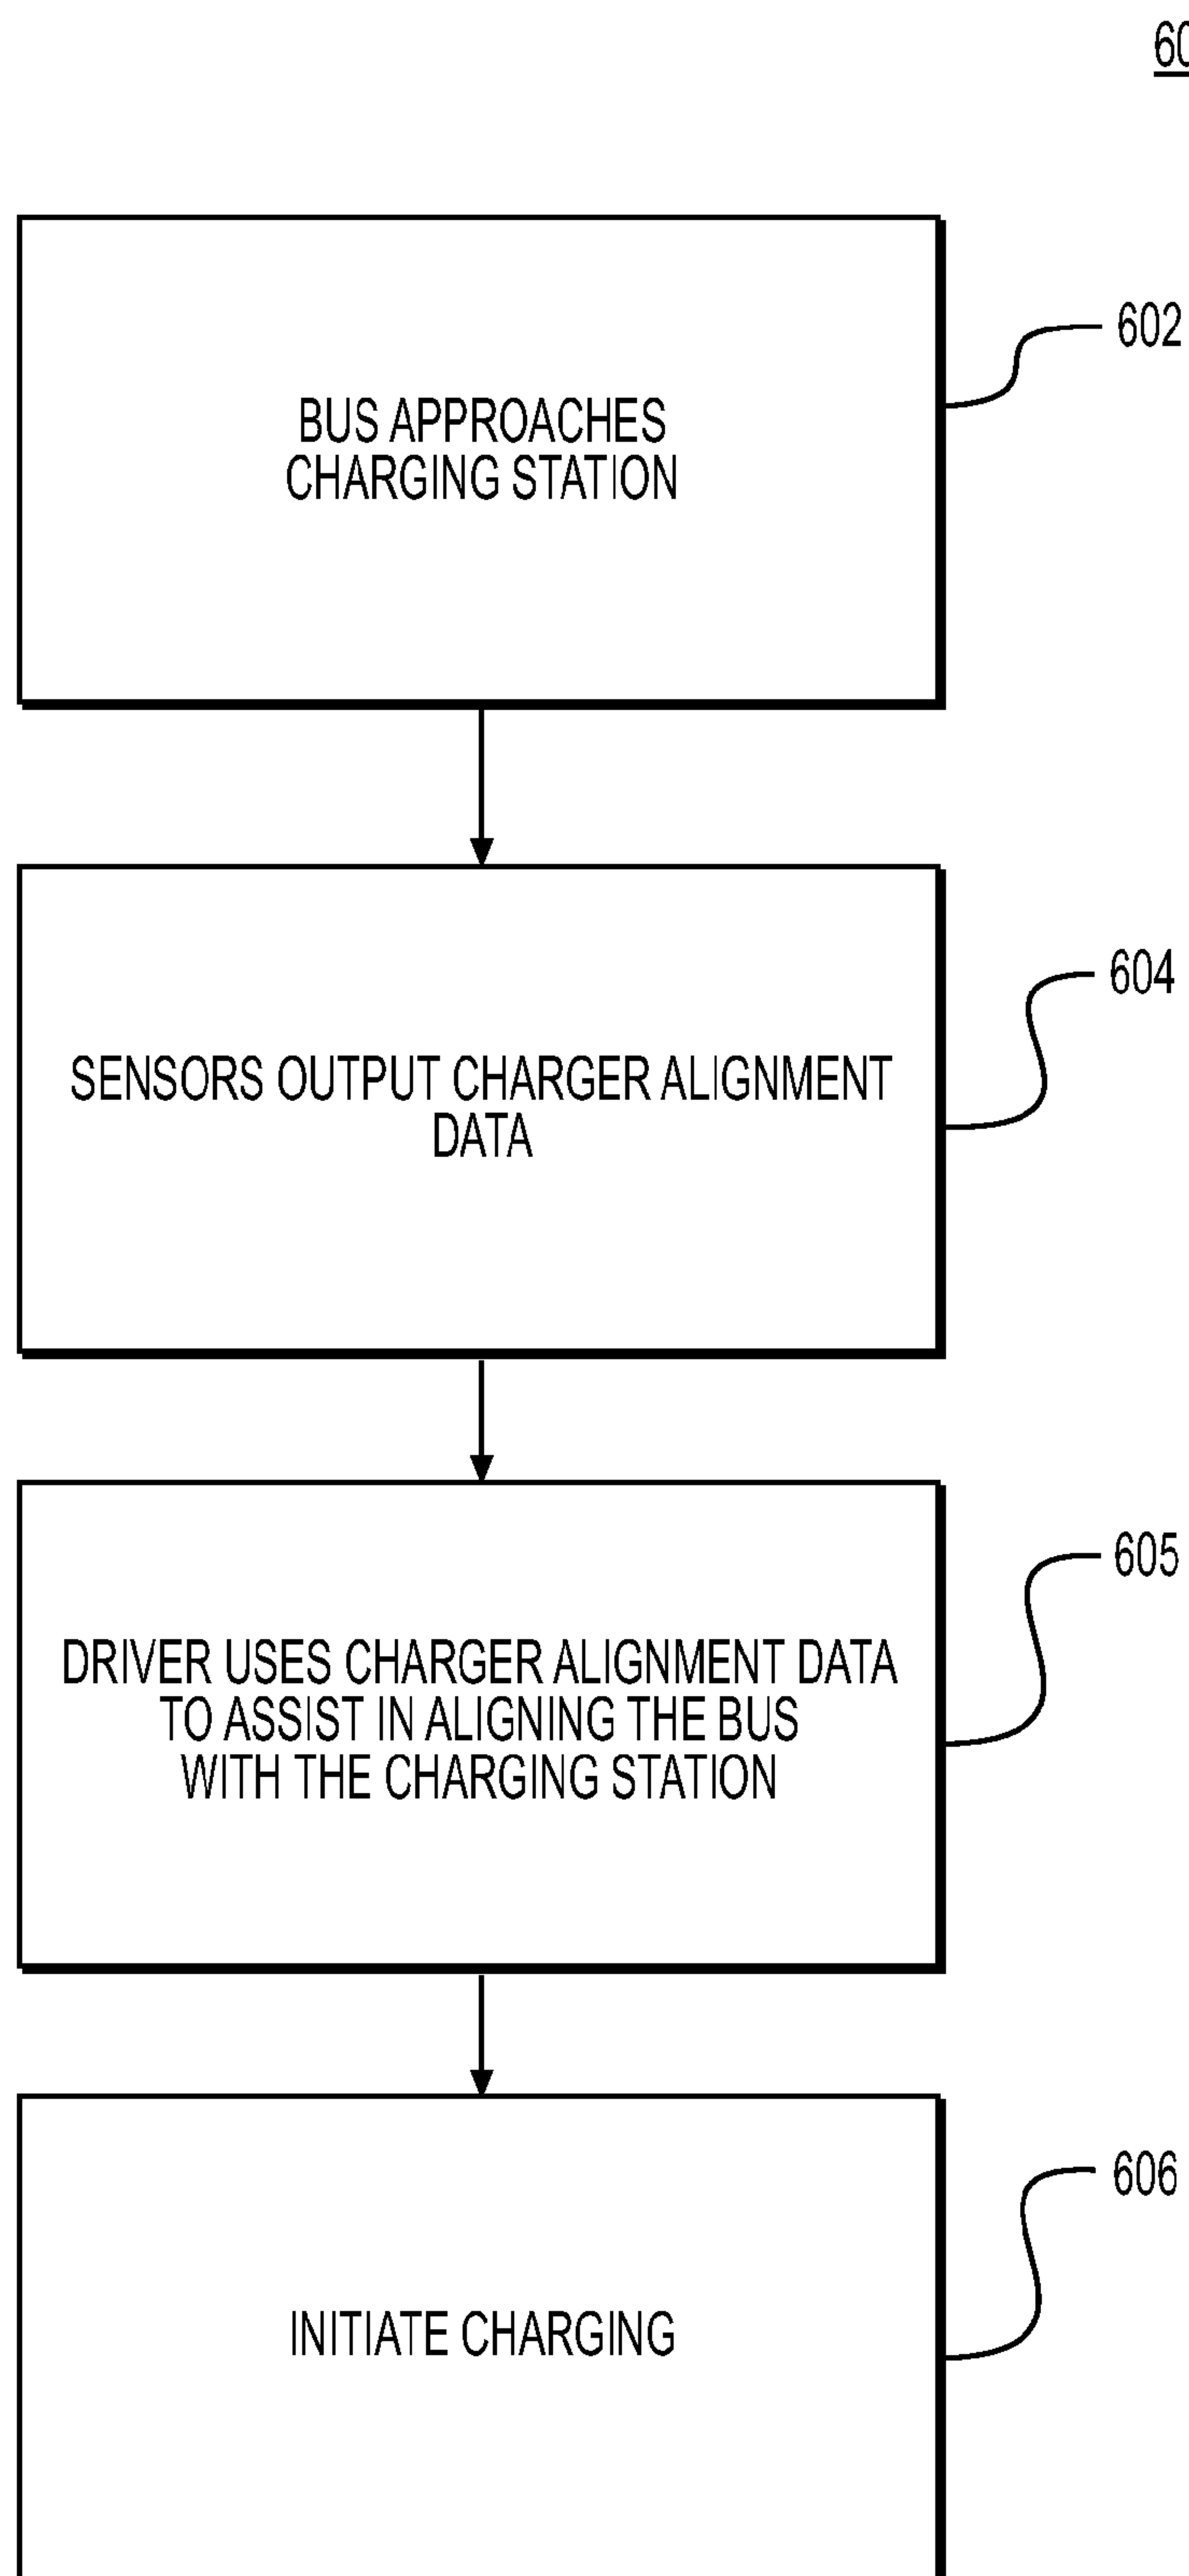 BUS APPROACHES
CHARGING STATION
602
SENSORS OUTPUT CHARGER ALIGNMENT
DATA
604
DRIVER USES CHARGER ALIGNMENT DATA
TO ASSIST IN ALIGNING THE BUS
WITH THE CHARGING STATION
605
INITIATE CHARGING
606